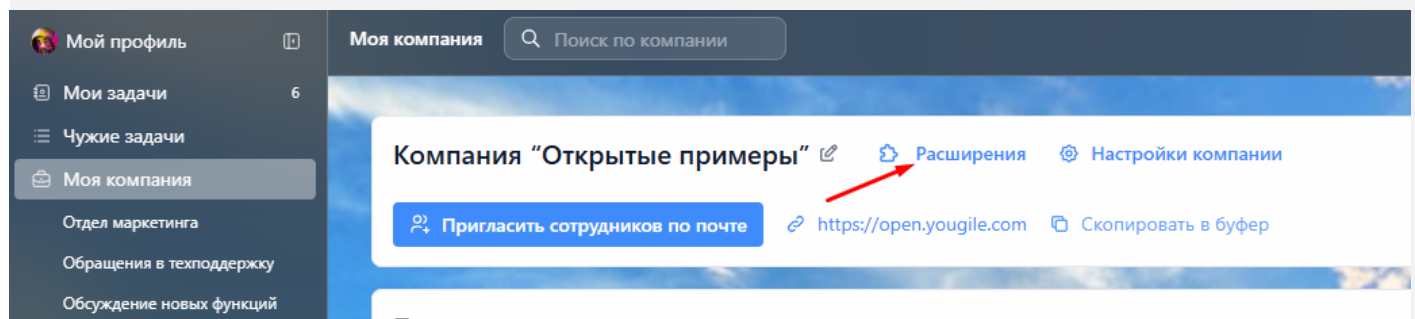 Мой профиль
Мои задачи 6
Чужие задачи
Моя компания
Отдел маркетинга
Обращения в техподдержку
Обсуждение новых функций
Моя компания Поиск по компании
Компания “Открытые примеры” Расширения Настройки компании
Пригласить сотрудников по почте https://open.yougile.com Скопировать в буфер